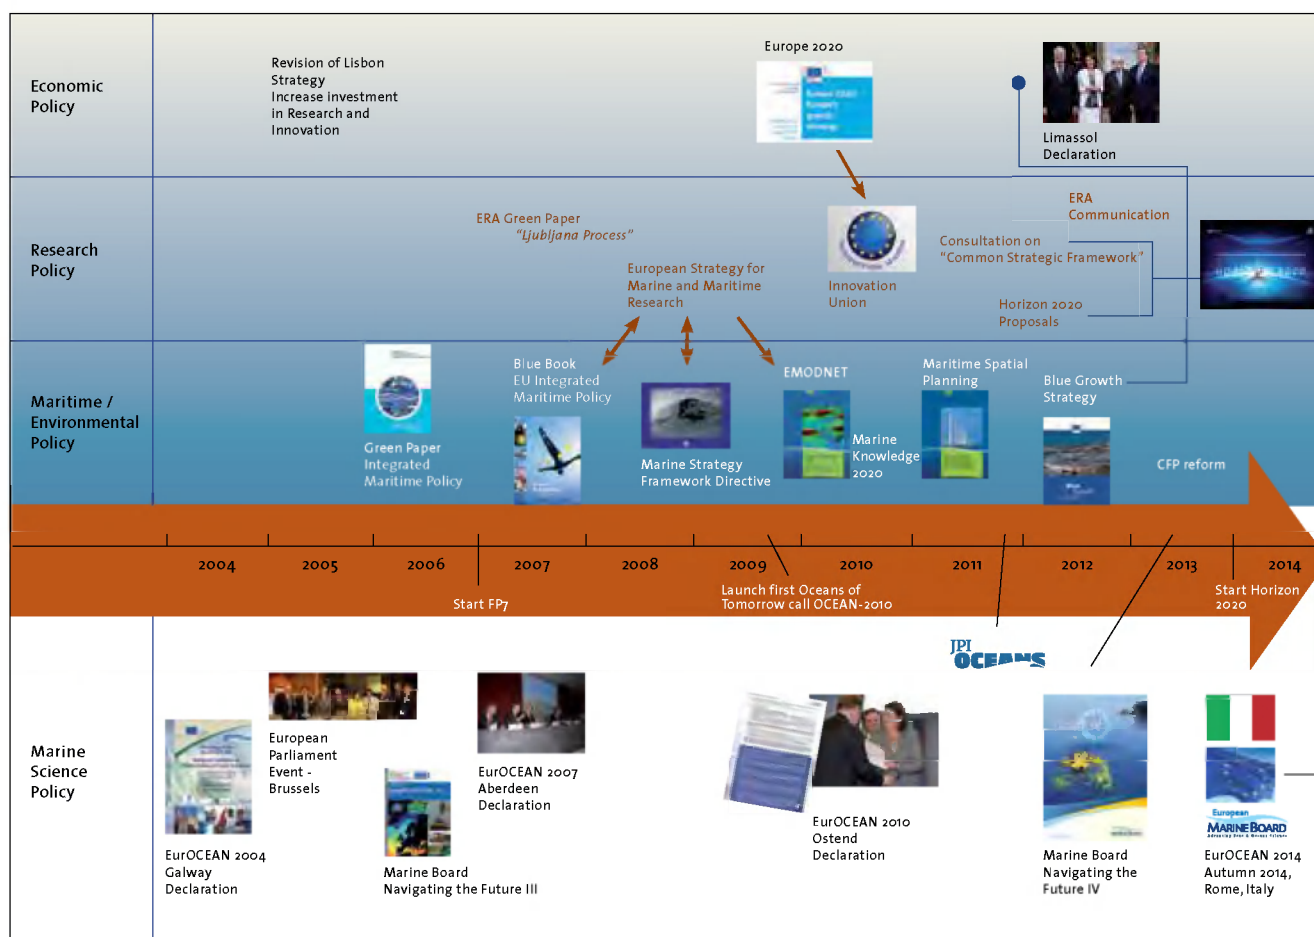 Economic
Policy
Revision of Lisbon
Strategy
Increase investment
in Research and
Innovation
Europe 2020
Limassol
Declaration
Research
Policy
ERA Green Paper
"Ljubljana Process"
European Strategy for
Marine and Maritime
Research
Innovation
Union
ERA
Communication
Consultation on
"Common Strategic Framework"
Horizon 2020
Proposals
Maritime /
Environmental
Policy
Green Paper
Integrated
Maritime Policy
Blue Book
EU Integrated
Maritime Policy
Marine Strategy
Framework Directive
EMODNET
Marine
Knowledge
2020
Maritime Spatial
Planning
Blue Growth
Strategy
CFP reform
2004
2005
2006
2007
2008
2009
2010
2011
2012
2013
2014
Start FP7
Launch first Oceans of
Tomorrow call OCEAN-2010
Start Horizon
2020
JPI
OCEANS
Marine
Science
Policy
EurOCEAN 2004
Galway
Declaration
European
Parliament
Event -
Brussels
Marine Board
Navigating the Future III
EurOCEAN 2007
Aberdeen
Declaration
EurOCEAN 2010
Ostend
Declaration
Marine Board
Navigating the
Future IV
European
MARINE BOARD
EurOCEAN 2014
Autumn 2014,
Rome, Italy